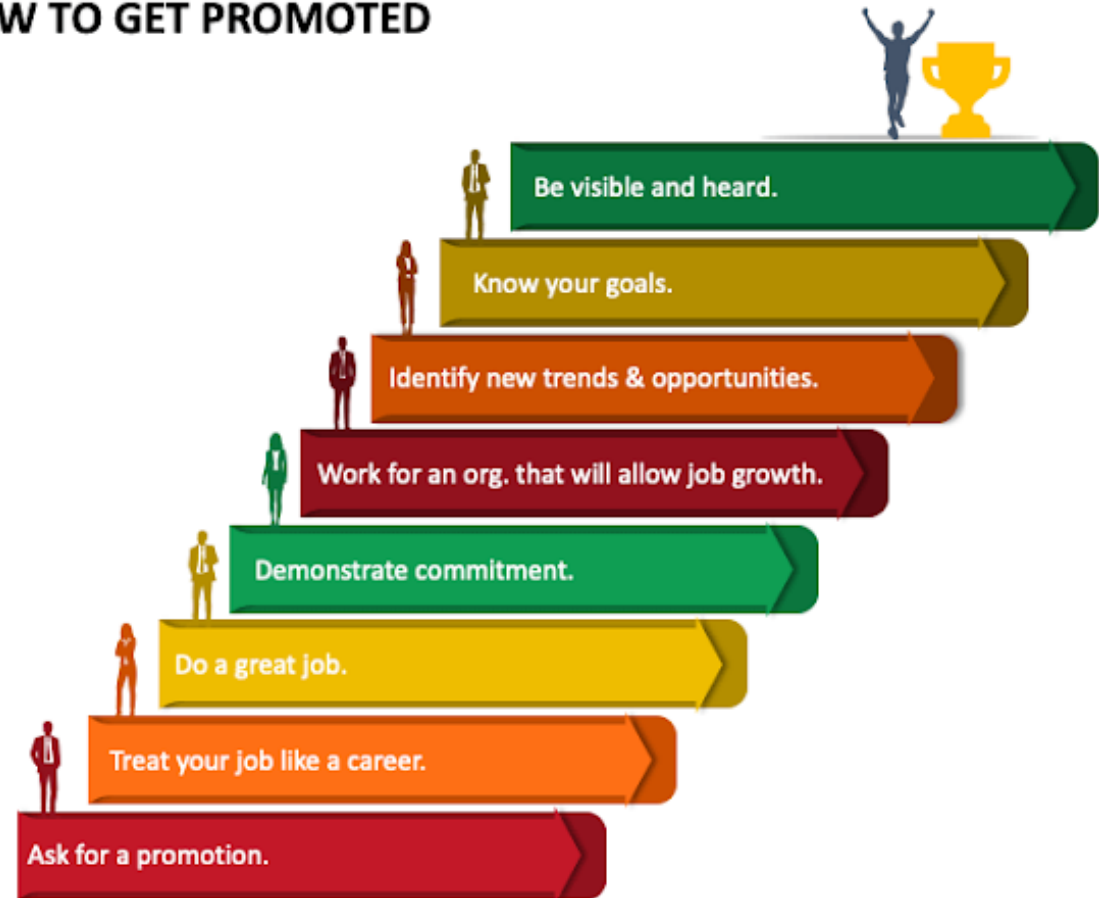 W TO GET PROMOTED
Be visible and heard.
Know your goals.
Identify new trends & opportunities.
Work for an org. that will allow job growth.
Demonstrate commitment.
Do a great job.
Treat your job like a career.
Ask for a promotion.